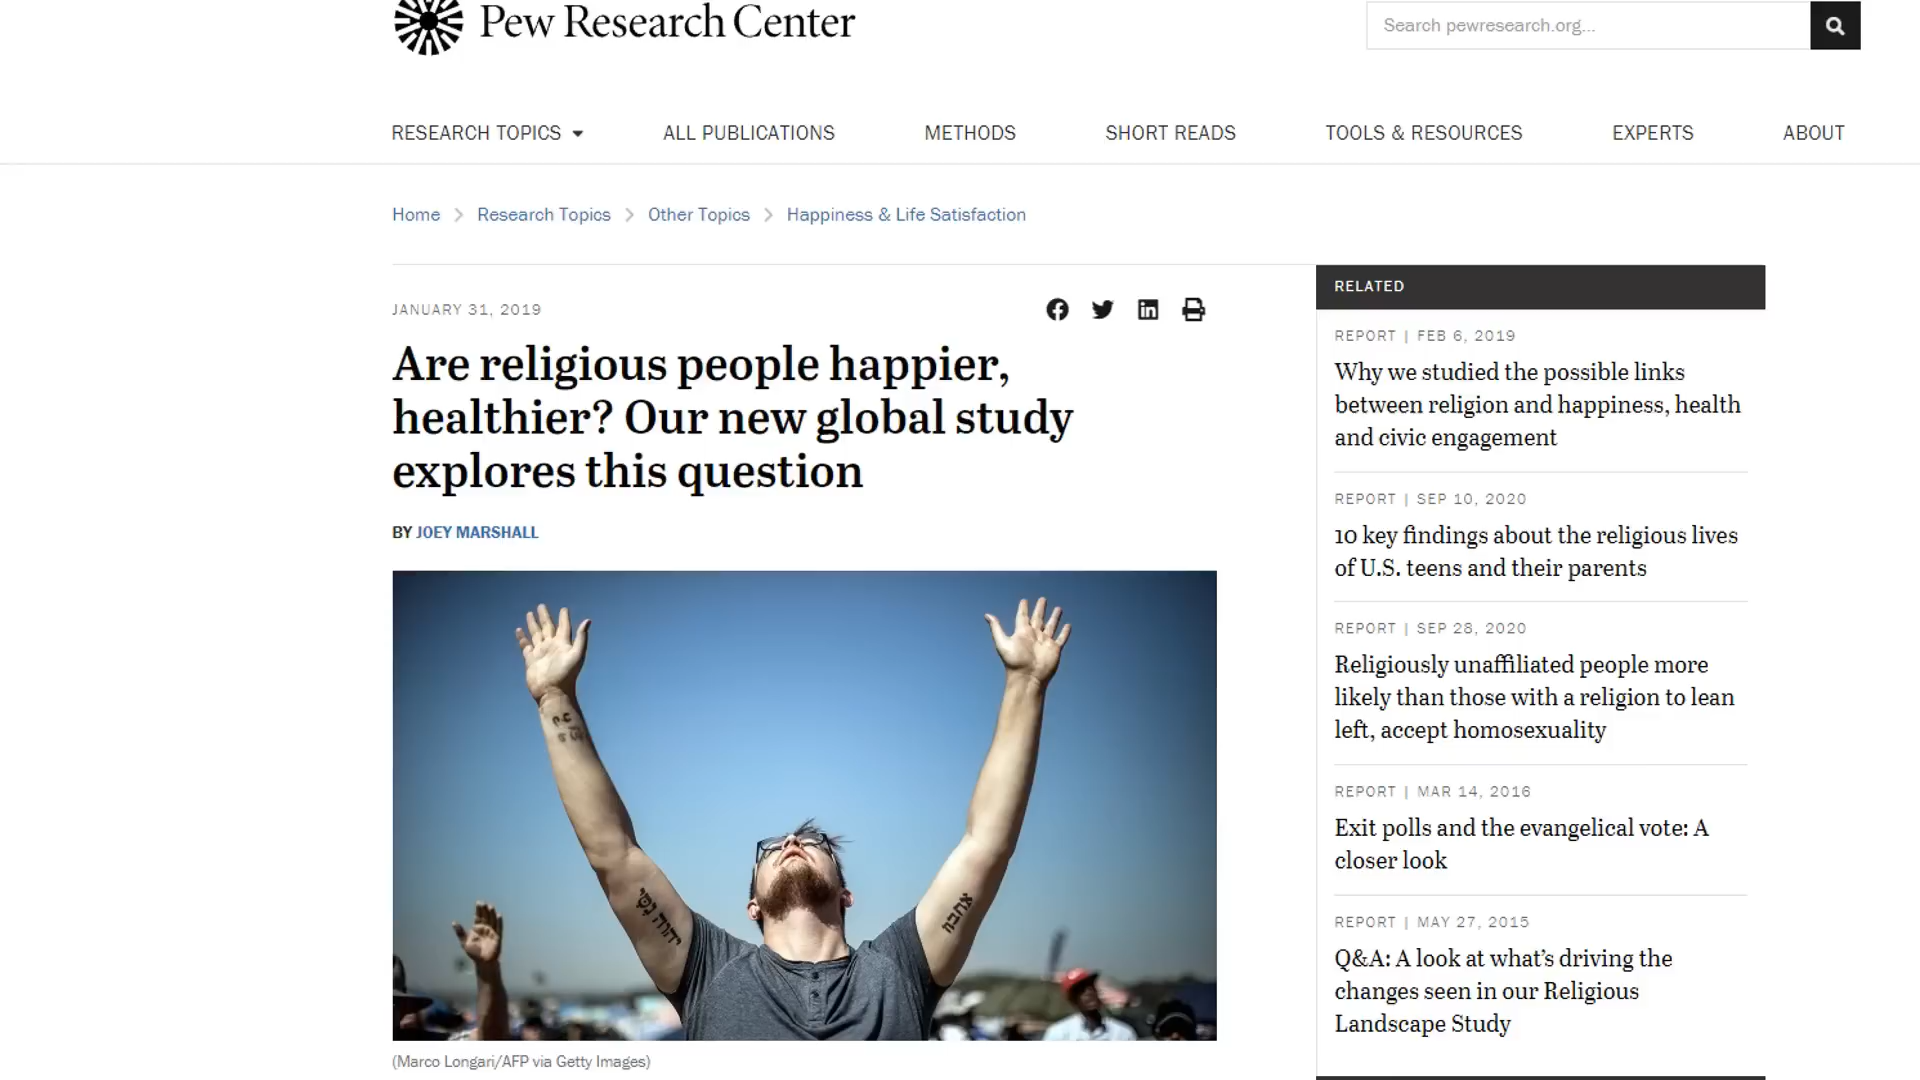 Pew Research Center
Search pewresearch.org...
RESEARCH TOPICS
ALL PUBLICATIONS
METHODS
SHORT READS
TOOLS & RESOURCES
EXPERTS
ABOUT
Home
Research Topics
Other Topics
Happiness & Life Satisfaction
JANUARY 31, 2019
Are religious people happier,
healthier? Our new global study
explores this question
BY JOEY MARSHALL
יהוה נסי
אהבה
(Marco Longari/AFP via Getty Images)
RELATED
REPORT | FEB 6, 2019
Why we studied the possible links
between religion and happiness, health
and civic engagement
REPORT | SEP 10, 2020
10 key findings about the religious lives
of U.S. teens and their parents
REPORT | SEP 28, 2020
Religiously unaffiliated people more
likely than those with a religion to lean
left, accept homosexuality
REPORT | MAR 14, 2016
Exit polls and the evangelical vote: A
closer look
REPORT | MAY 27, 2015
Q&A: A look at what’s driving the
changes seen in our Religious
Landscape Study